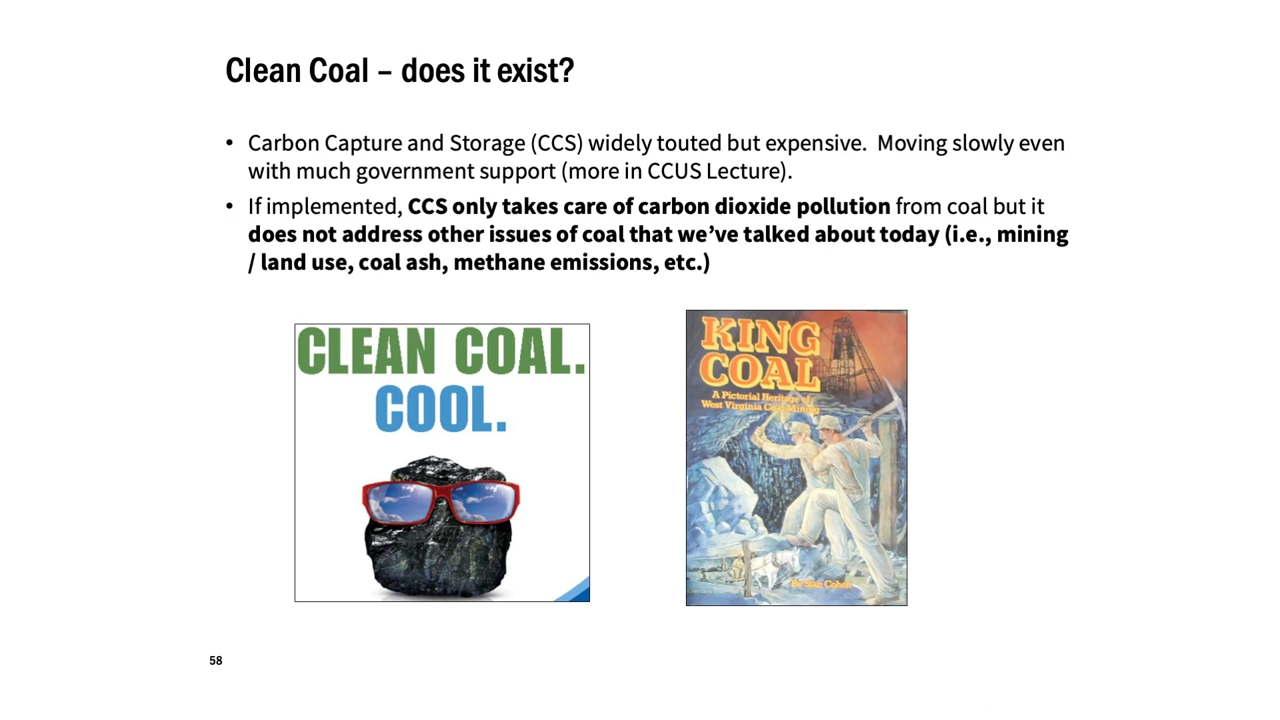 Clean Coal – does it exist?
• Carbon Capture and Storage (CCS) widely touted but expensive.  Moving slowly even
with much government support (more in CCUS Lecture).
• If implemented, CCS only takes care of carbon dioxide pollution from coal but it
does not address other issues of coal that we’ve talked about today (i.e., mining
/ land use, coal ash, methane emissions, etc.)
CLEAN COAL.
COOL.
KING
COAL
A Pictorial Heritage of
West Virginia Coal Mining
By Stan Cohen
58